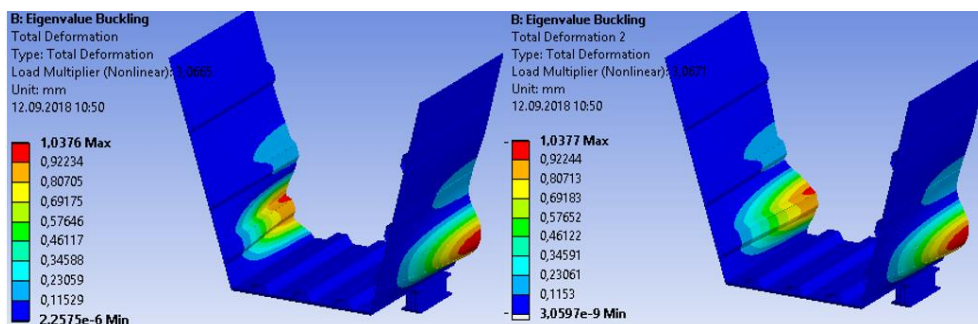 B: Eigenvalue Buckling
Total Deformation
Type: Total Deformation
Load Multiplier (Nonlinear): 3,0665
Unit: mm
12.09.2018 10:50
1,0376 Max
0,92234
0,80705
0,69175
0,57646
0,46117
0,34588
0,23059
0,11529
2,2575e-6 Min
B: Eigenvalue Buckling
Total Deformation 2
Type: Total Deformation
Load Multiplier (Nonlinear): 3,0671
Unit: mm
12.09.2018 10:50
1,0377 Max
0,92244
0,80713
0,69183
0,57652
0,46122
0,34591
0,23061
0,1153
3,0597e-9 Min